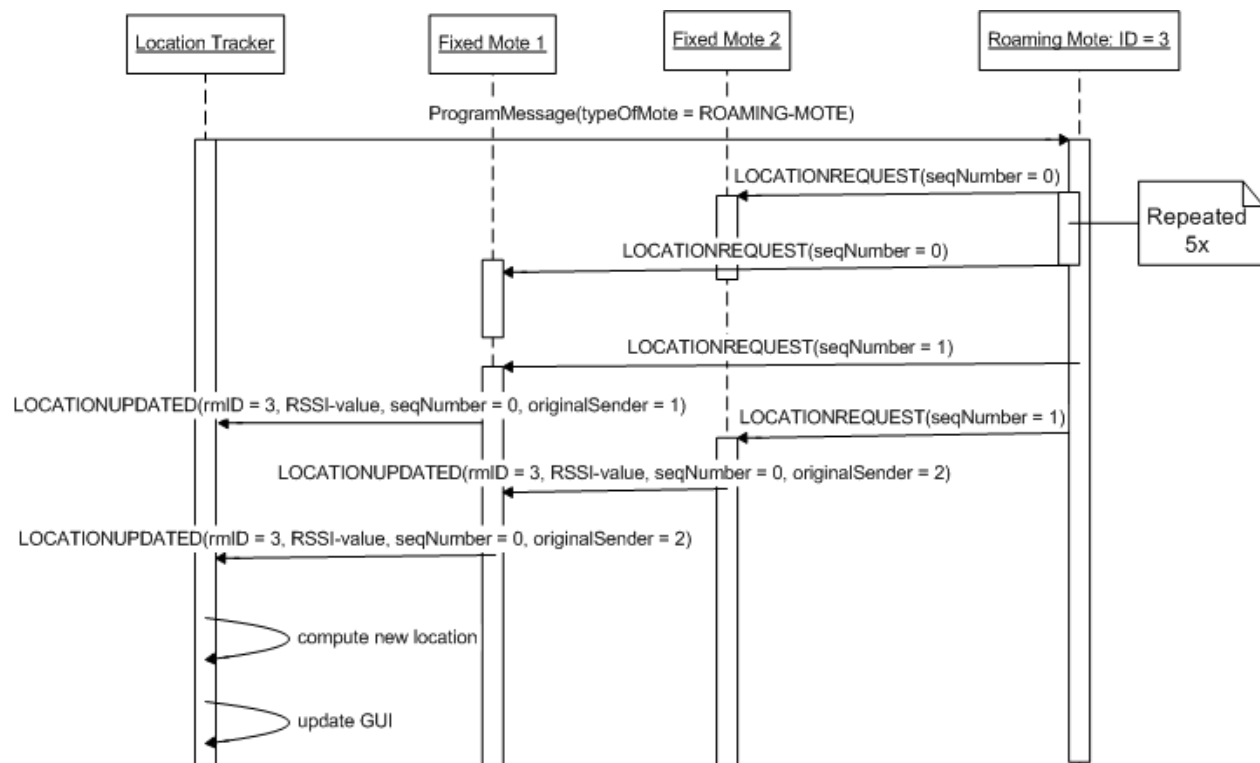 Location Tracker
Fixed Mote 1
Fixed Mote 2
Roaming Mote: ID = 3
ProgramMessage(typeOfMote = ROAMING-MOTE)
LOCATIONREQUEST(seqNumber = 0)
Repeated
5x
LOCATIONREQUEST(seqNumber = 0)
LOCATIONREQUEST(seqNumber = 1)
LOCATIONUPDATED(rmID = 3, RSSI-value, seqNumber = 0, originalSender = 1)
LOCATIONREQUEST(seqNumber = 1)
LOCATIONUPDATED(rmID = 3, RSSI-value, seqNumber = 0, originalSender = 2)
LOCATIONUPDATED(rmID = 3, RSSI-value, seqNumber = 0, originalSender = 2)
compute new location
update GUI